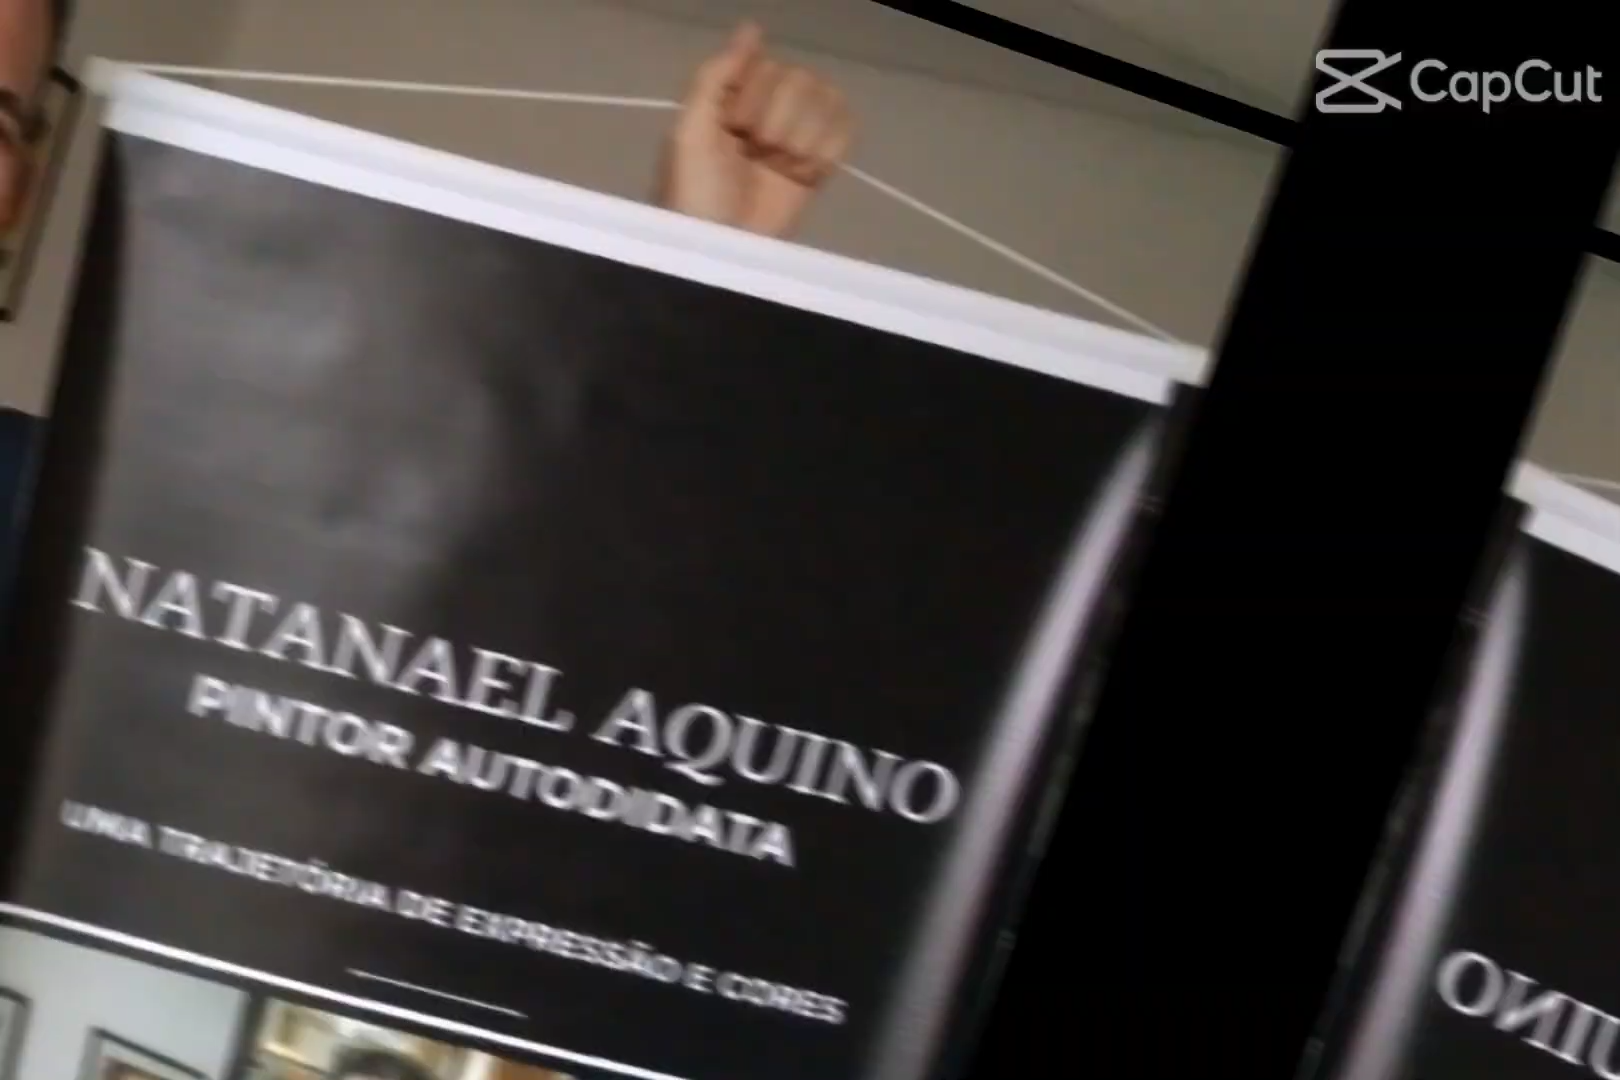 CapCut
NATANAEL AQUINO
PINTOR AUTODIDATA
UMA TRAJETÓRIA DE EXPRESSÃO E CORES